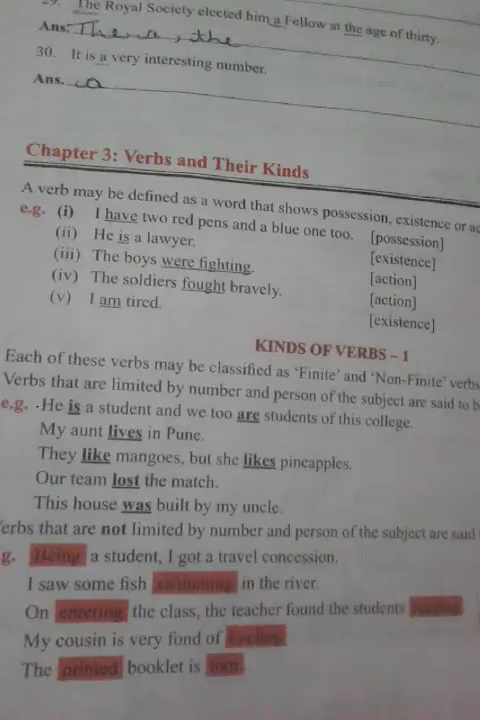 29. The Royal Society elected him a Fellow at the age of thirty.
Ans. The, a, the
30. It is a very interesting number.
Ans. a
Chapter 3: Verbs and Their Kinds
A verb may be defined as a word that shows possession, existence or ac
e.g. (i) I have two red pens and a blue one too. [possession]
(ii) He is a lawyer. [existence]
(iii) The boys were fighting. [action]
(iv) The soldiers fought bravely. [action]
(v) I am tired. [existence]
KINDS OF VERBS – 1
Each of these verbs may be classified as 'Finite' and 'Non-Finite' verbs
Verbs that are limited by number and person of the subject are said to b
e.g. He is a student and we too are students of this college.
My aunt lives in Pune.
They like mangoes, but she likes pineapples.
Our team lost the match.
This house was built by my uncle.
erbs that are not limited by number and person of the subject are said
g. Being a student, I got a travel concession.
I saw some fish swimming in the river.
On entering the class, the teacher found the students
My cousin is very fond of
The printed booklet is torn.